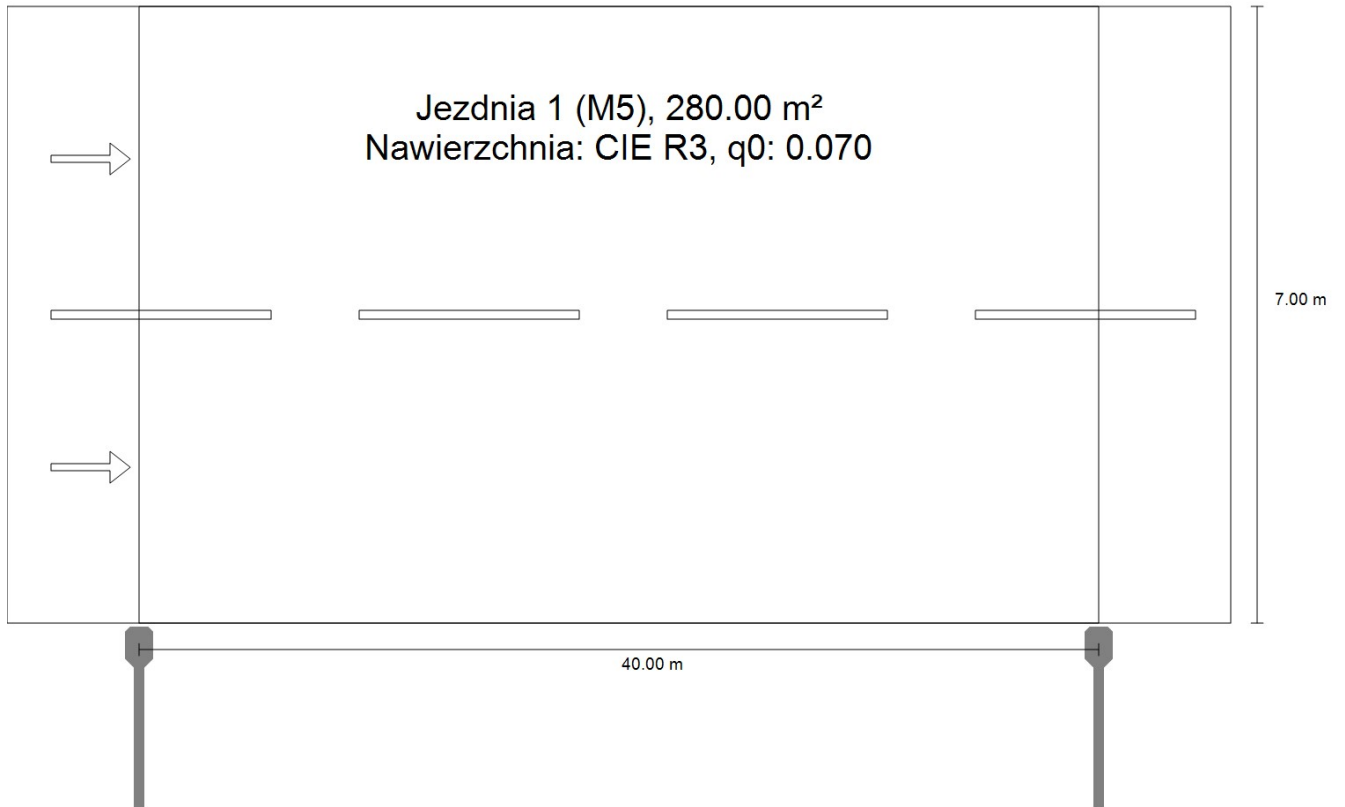 Jezdnia 1 (M5), 280.00 m²
Nawierzchnia: CIE R3, q0: 0.070
7.00 m
40.00 m